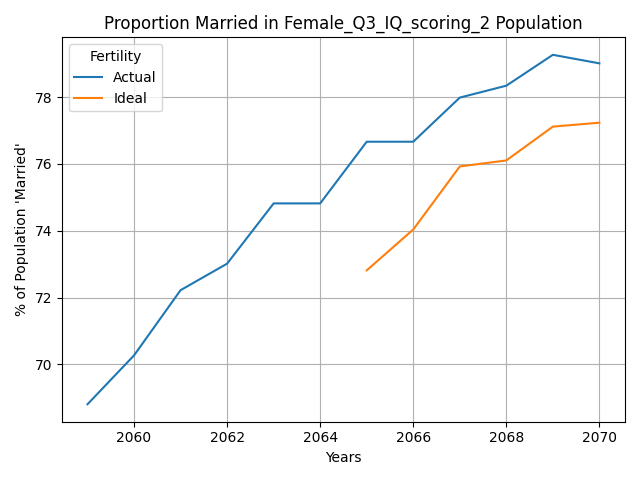 Proportion Married in Female_Q3_IQ_scoring_2 Population
Fertility
Actual
Ideal
% of Population 'Married'
78
76
74
72
70
2060
2062
2064
2066
2068
2070
Years